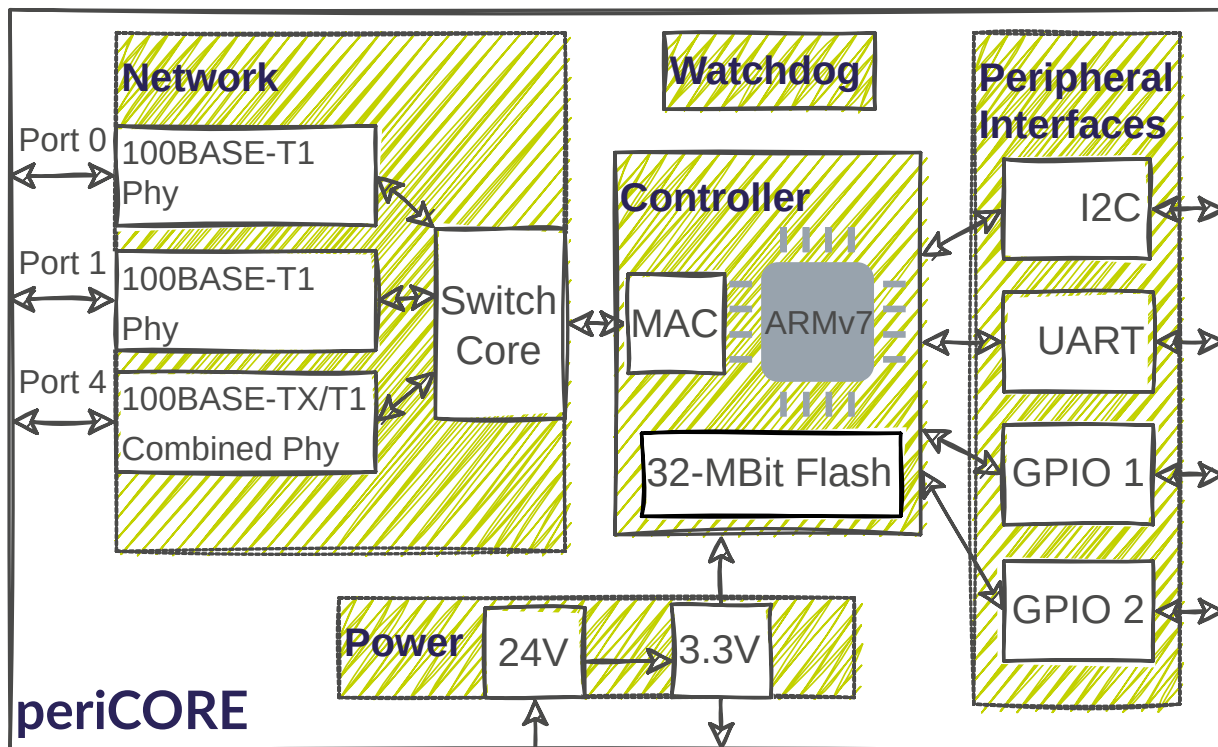 Network
Port 0
100BASE-T1
Phy
Port 1
100BASE-T1
Phy
Port 4
100BASE-TX/T1
Combined Phy
Switch
Core
Watchdog
Controller
MAC
ARMv7
32-MBit Flash
Peripheral
Interfaces
I2C
UART
GPIO 1
GPIO 2
Power
24V
3.3V
periCORE